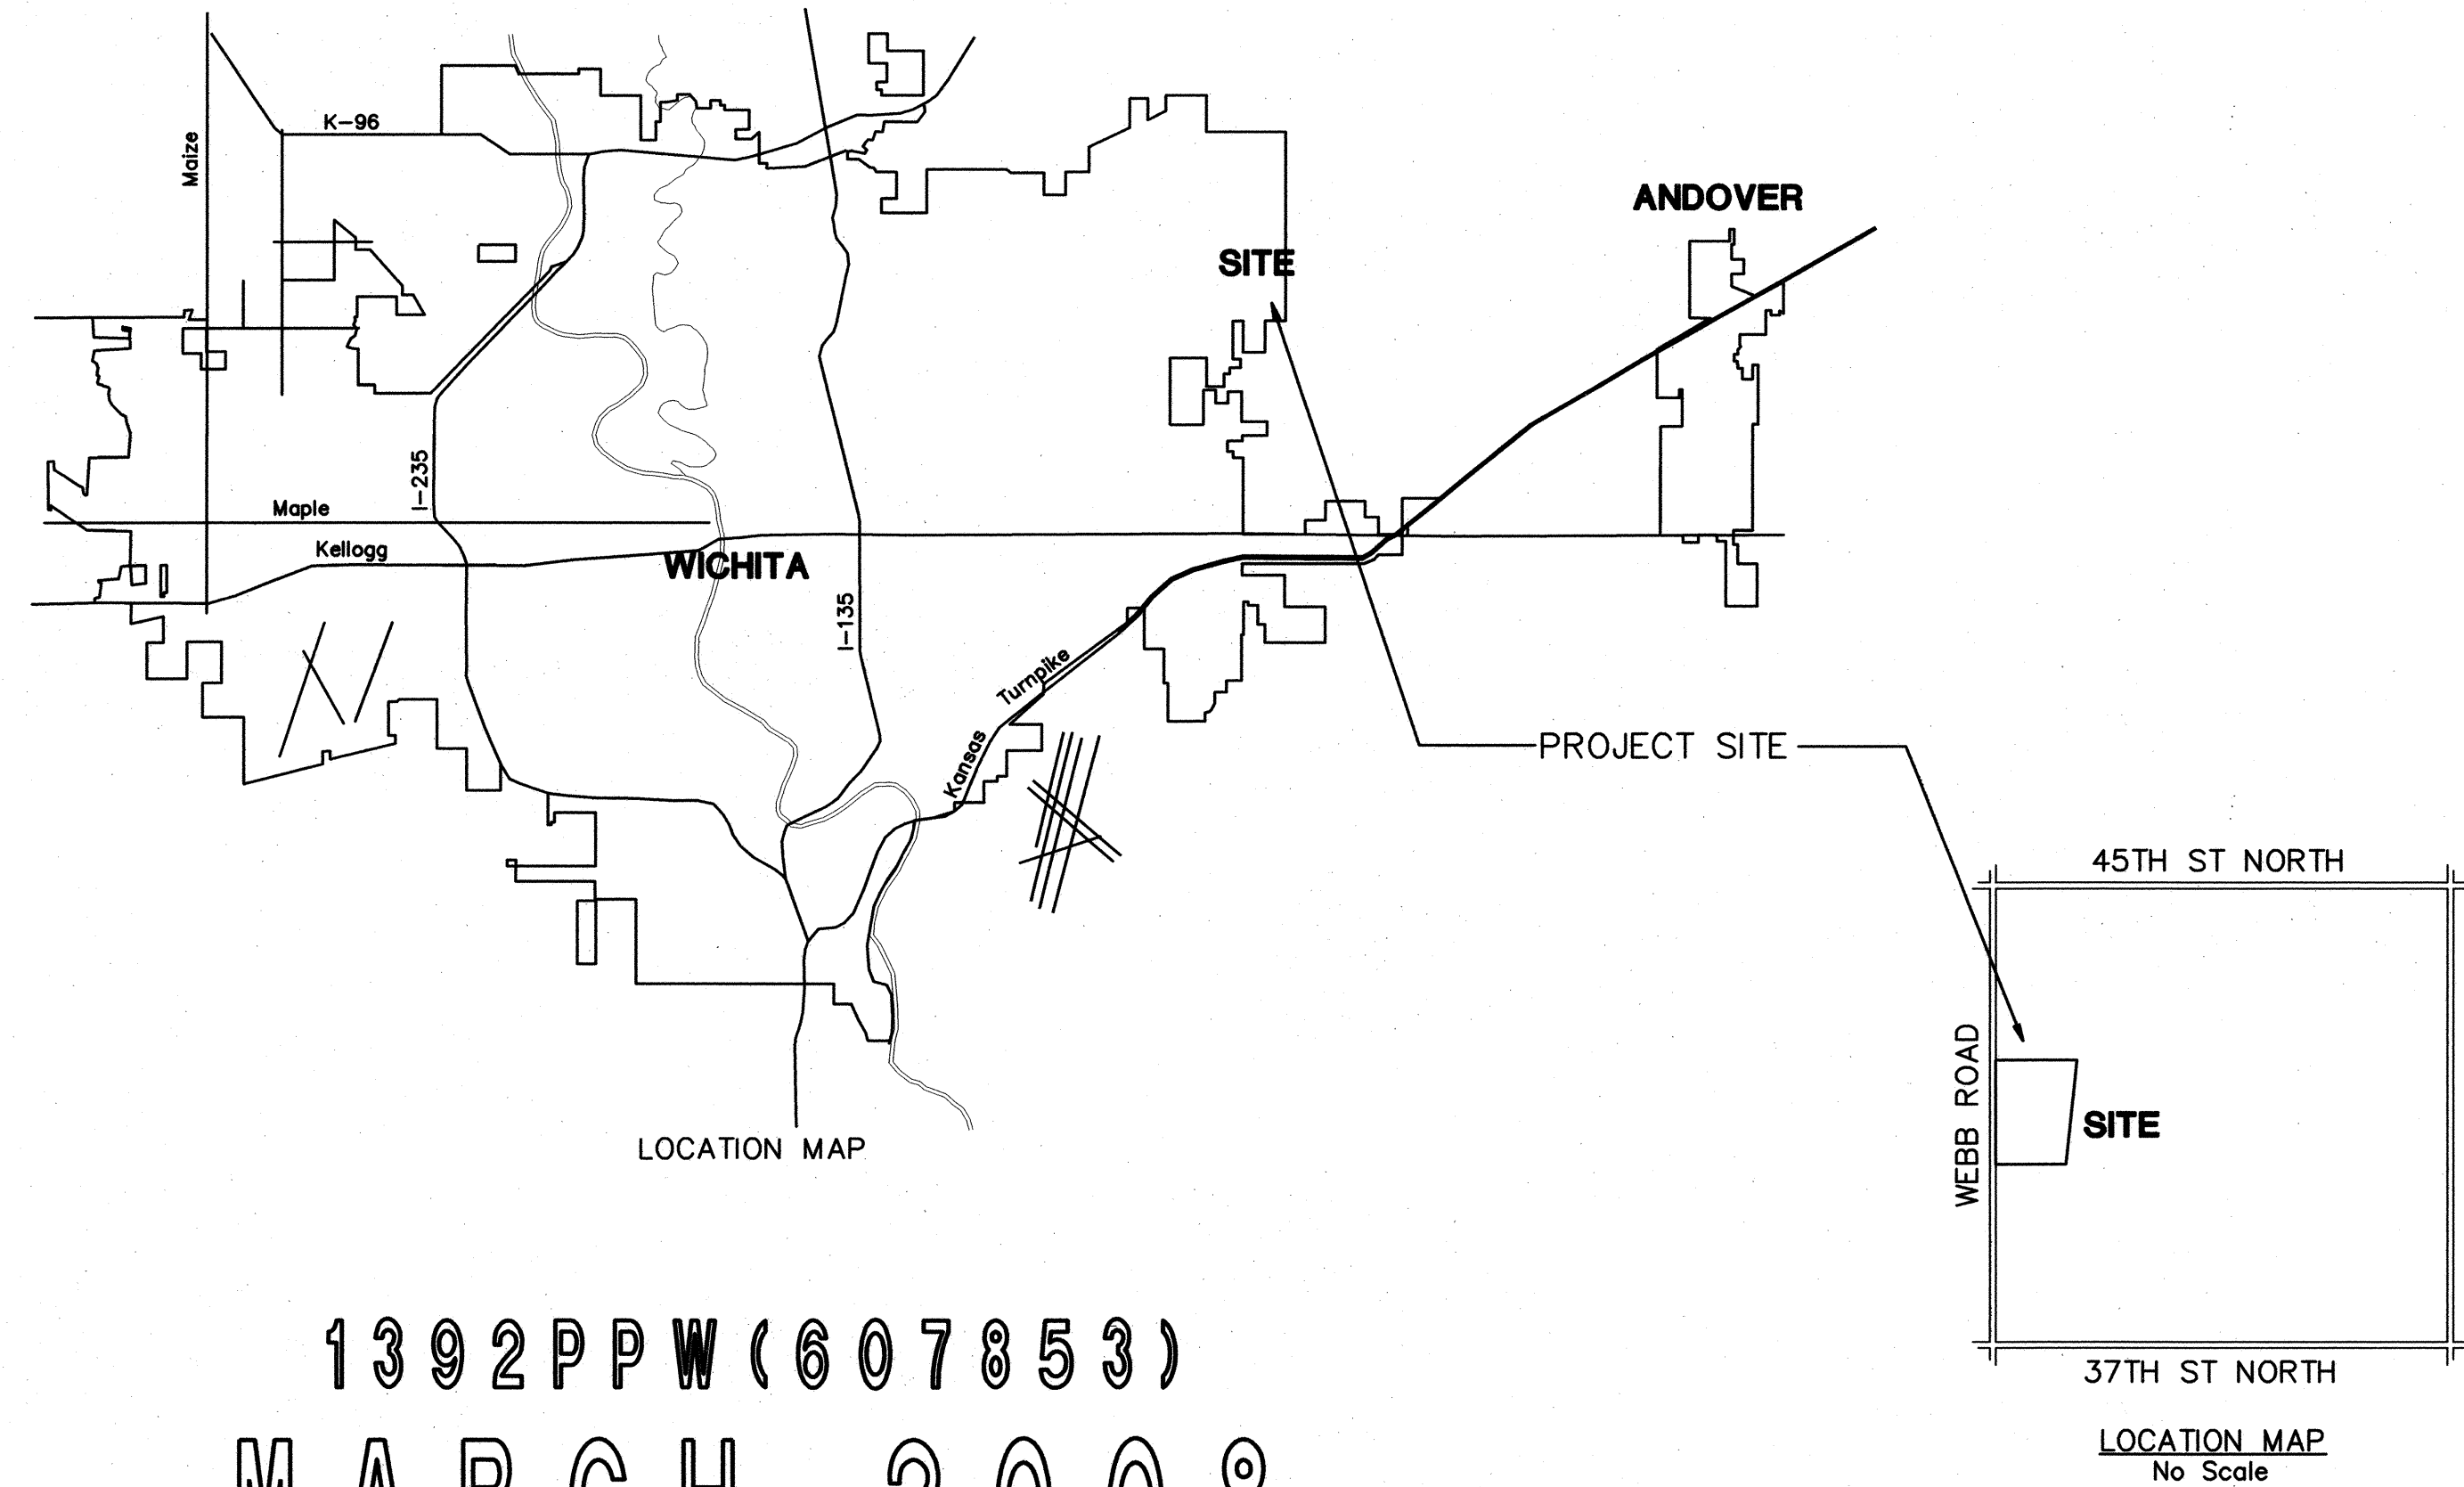 K-96
Maize
ANDOVER
SITE
I-235
Maple
Kellogg
WICHITA
I-135
Kansas Turnpike
PROJECT SITE
45TH ST NORTH
WEBB ROAD
SITE
LOCATION MAP
37TH ST NORTH
1392PPW(607853)
LOCATION MAP
No Scale
MARCH